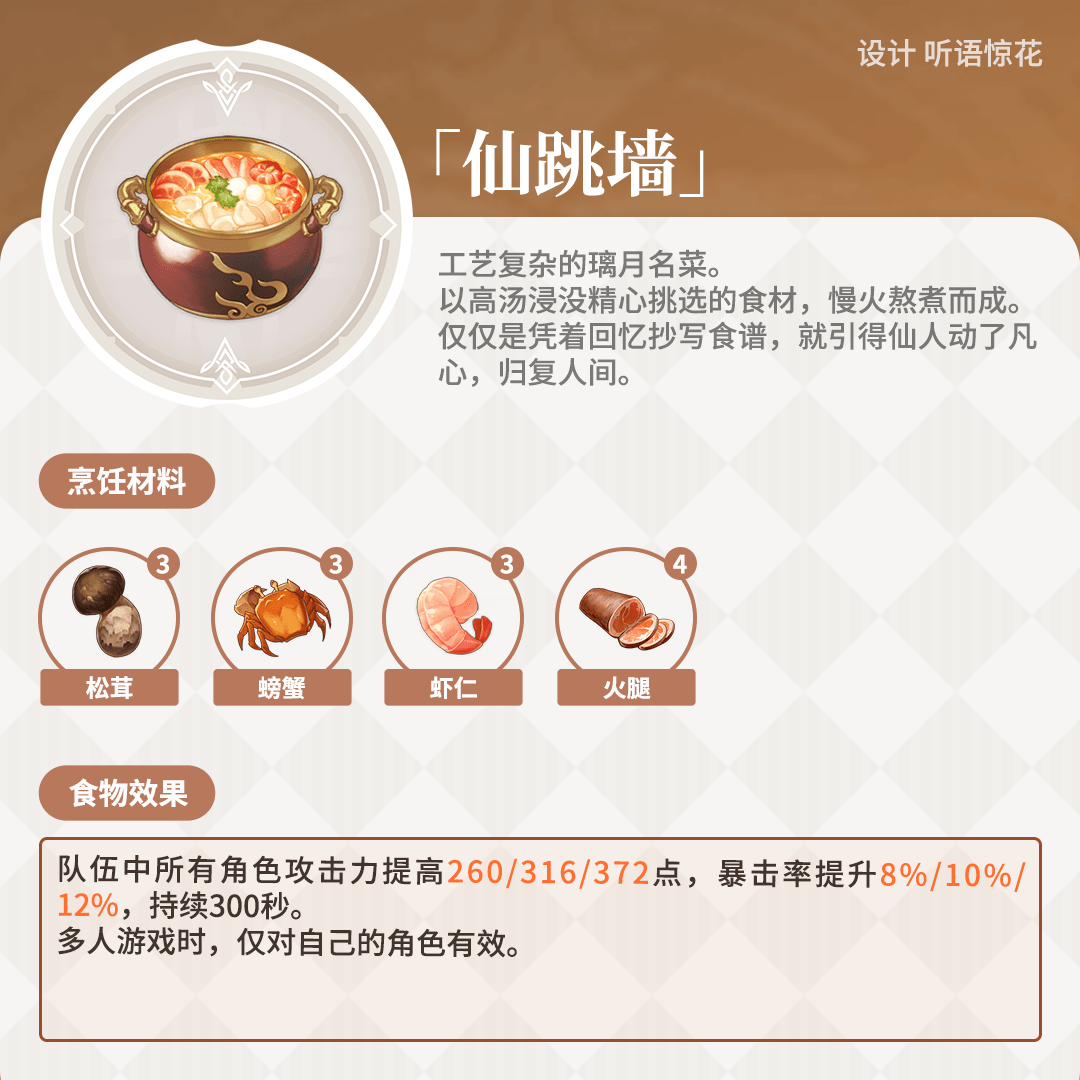 设计 听语惊花
「仙跳墙」
工艺复杂的璃月名菜。
以高汤浸没精心挑选的食材，慢火熬煮而成。
仅仅是凭着回忆抄写食谱，就引得仙人动了凡
心，归复人间。
烹饪材料
3 3 3 4
松茸 螃蟹 虾仁 火腿
食物效果
队伍中所有角色攻击力提高260/316/372点，暴击率提升8%/10%/
12%，持续300秒。
多人游戏时，仅对自己的角色有效。